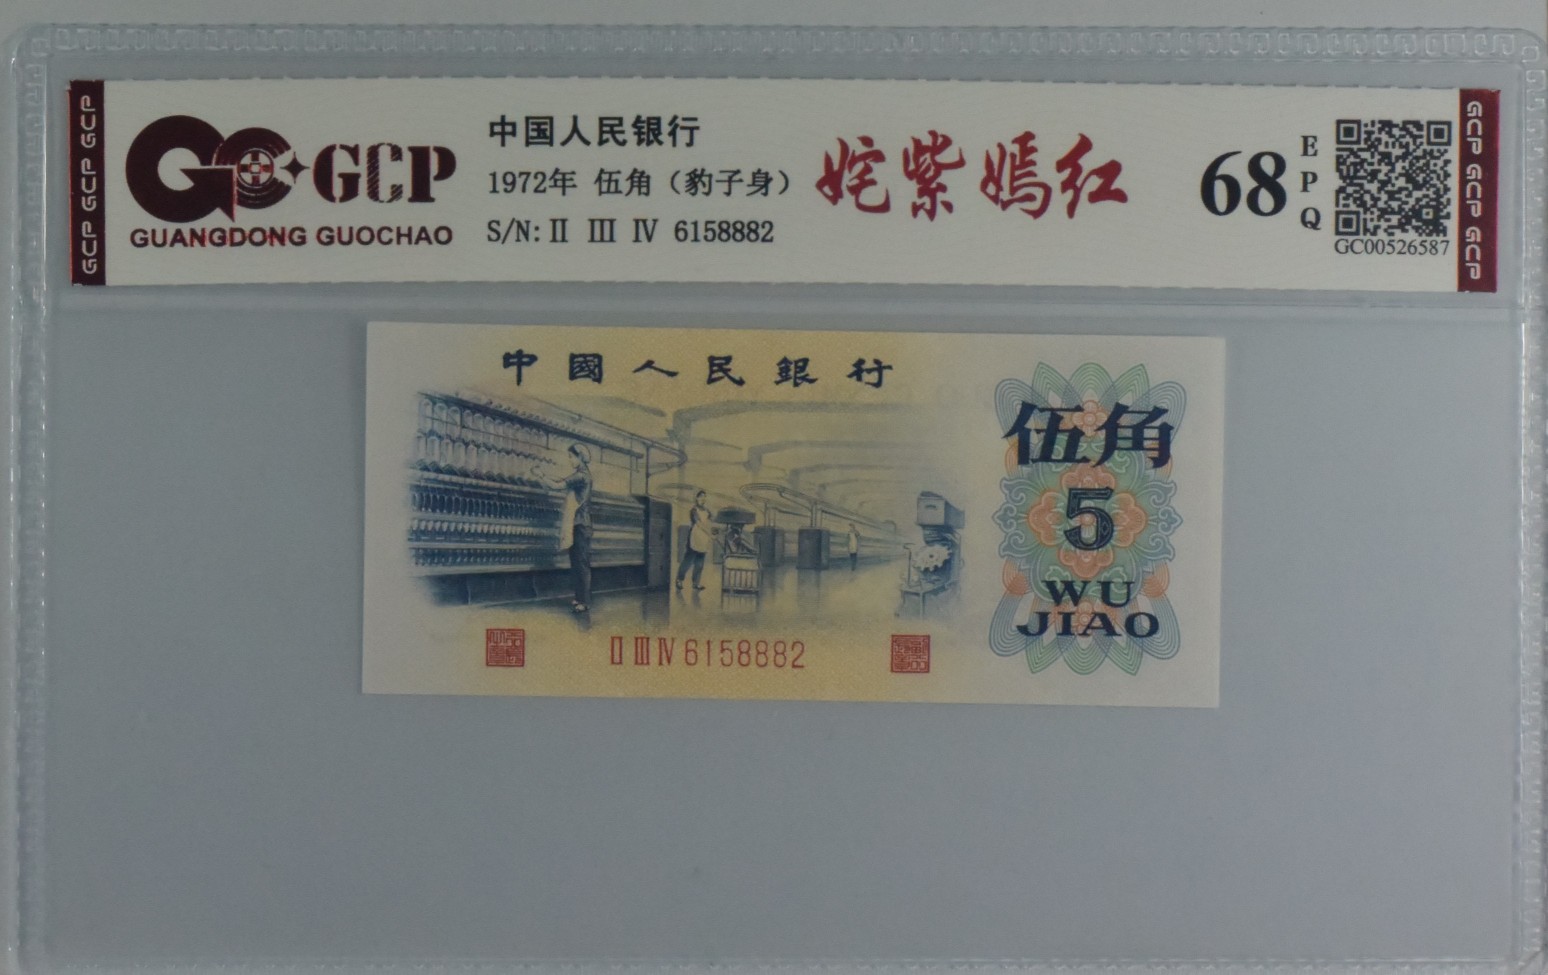 GCP GCP GCP
GCP
GUANGDONG GUOCHAO
中国人民银行
1972年 伍角（豹子身）
S/N: Ⅱ Ⅲ Ⅳ 6158882
姹紫嫣红
68
EPQ
GC00526587
GCP GCP GCP
中國人民銀行
伍角
5
WU
JIAO
Ⅱ Ⅲ Ⅳ 6158882